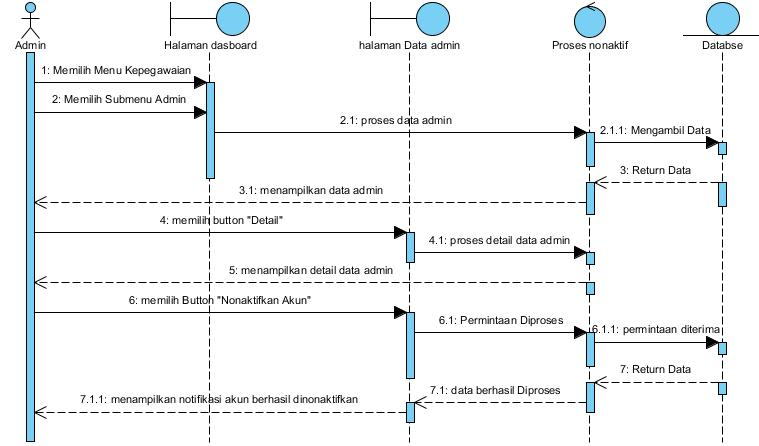 Admin
Halaman dasboard
halaman Data admin
Proses nonaktif
Databse
1: Memilih Menu Kepegawaian
2: Memilih Submenu Admin
2.1: proses data admin
2.1.1: Mengambil Data
3: Return Data
3.1: menampilkan data admin
4: memilih button "Detail"
4.1: proses detail data admin
5: menampilkan detail data admin
6: memilih Button "Nonaktifkan Akun"
6.1: Permintaan Diproses
6.1.1: permintaan diterima
7: Return Data
7.1: data berhasil Diproses
7.1.1: menampilkan notifikasi akun berhasil dinonaktifkan